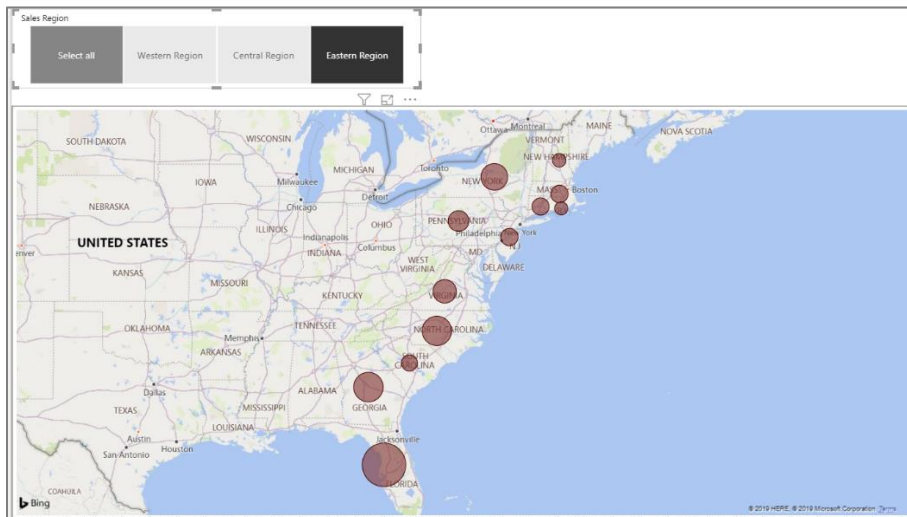 Sales Region
Select all
Western Region
Central Region
Eastern Region
Ottawa
Montreal
MAINE
NOVA SCOTIA
VERMONT
SOUTH DAKOTA
WISCONSIN
NEW HAMPSHIRE
MICHIGAN
Toronto
Milwaukee
NEW YORK
IOWA
Detroit
MASS
Boston
Chicago
NEBRASKA
PENNSYLVANIA
OHIO
ILLINOIS
Philadelphia
New York
UNITED STATES
Indianapolis
Columbus
N J
MD
INDIANA
WEST
VIRGINIA
DELAWARE
KANSAS
MISSOURI
KENTUCKY
VIRGINIA
OKLAHOMA
TENNESSEE
NORTH CAROLINA
Memphis
ARKANSAS
SOUTH
CAROLINA
ALABAMA
Dallas
MISSISSIPPI
GEORGIA
TEXAS
LOUISIANA
Jacksonville
Austin
Houston
San Antonio
FLORIDA
COAHUILA
Bing
© 2019 HERE, © 2019 Microsoft Corporation Terms